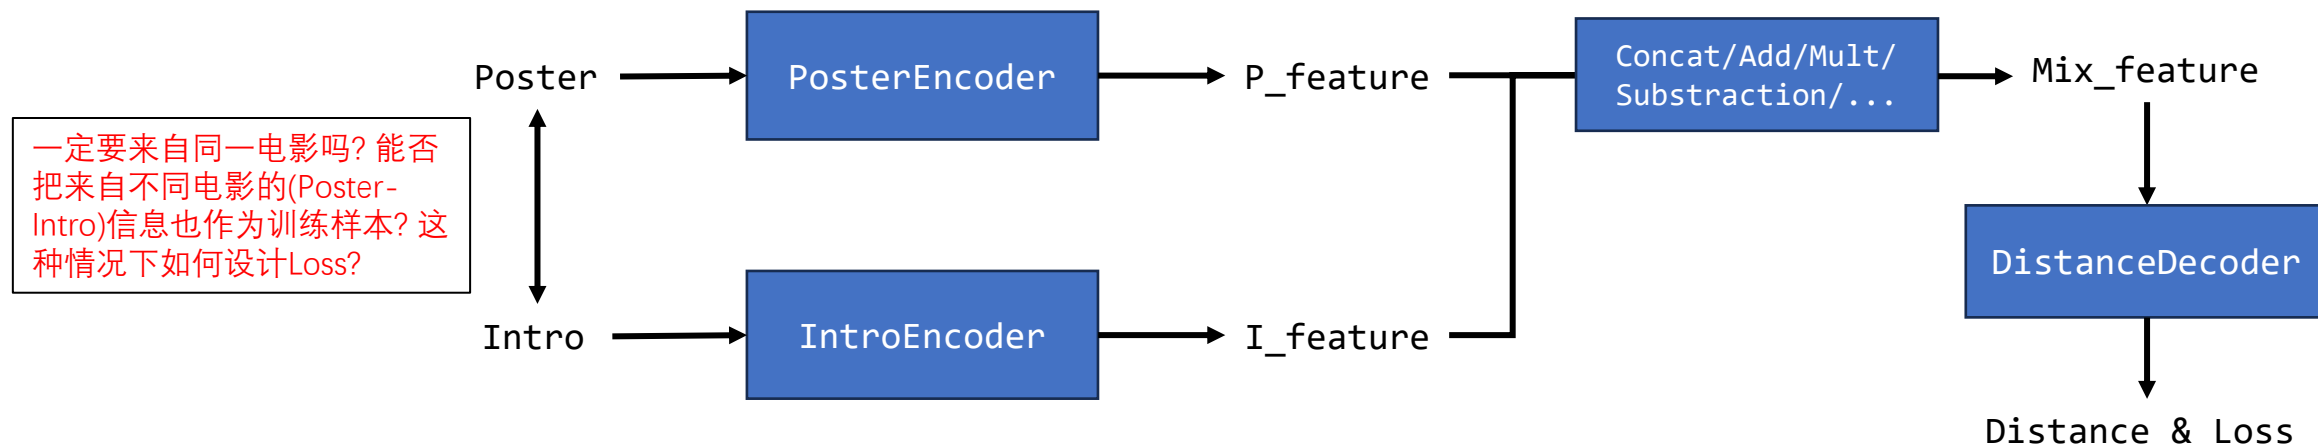 Poster
PosterEncoder
P_feature
Concat/Add/Mult/
Substraction/...
Mix_feature
一定要来自同一电影吗? 能否
把来自不同电影的(Poster-
Intro)信息也作为训练样本? 这
种情况下如何设计Loss?
DistanceDecoder
Intro
IntroEncoder
I_feature
Distance & Loss